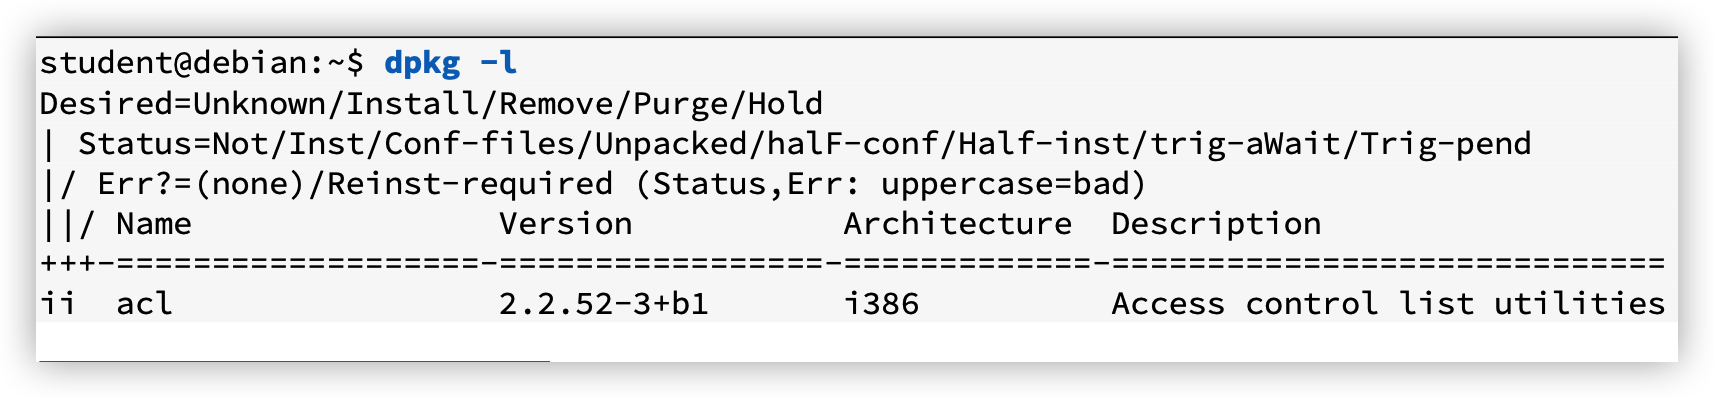 student@debian:~$ dpkg -l
Desired=Unknown/Install/Remove/Purge/Hold
| Status=Not/Inst/Conf-files/Unpacked/halF-conf/Half-inst/trig-aWait/Trig-pend
|/ Err?=(none)/Reinst-required (Status,Err: uppercase=bad)
||/ Name                Version           Architecture  Description
+++-===================-=================-=============-=============================
ii  acl                 2.2.52-3+b1       i386          Access control list utilities